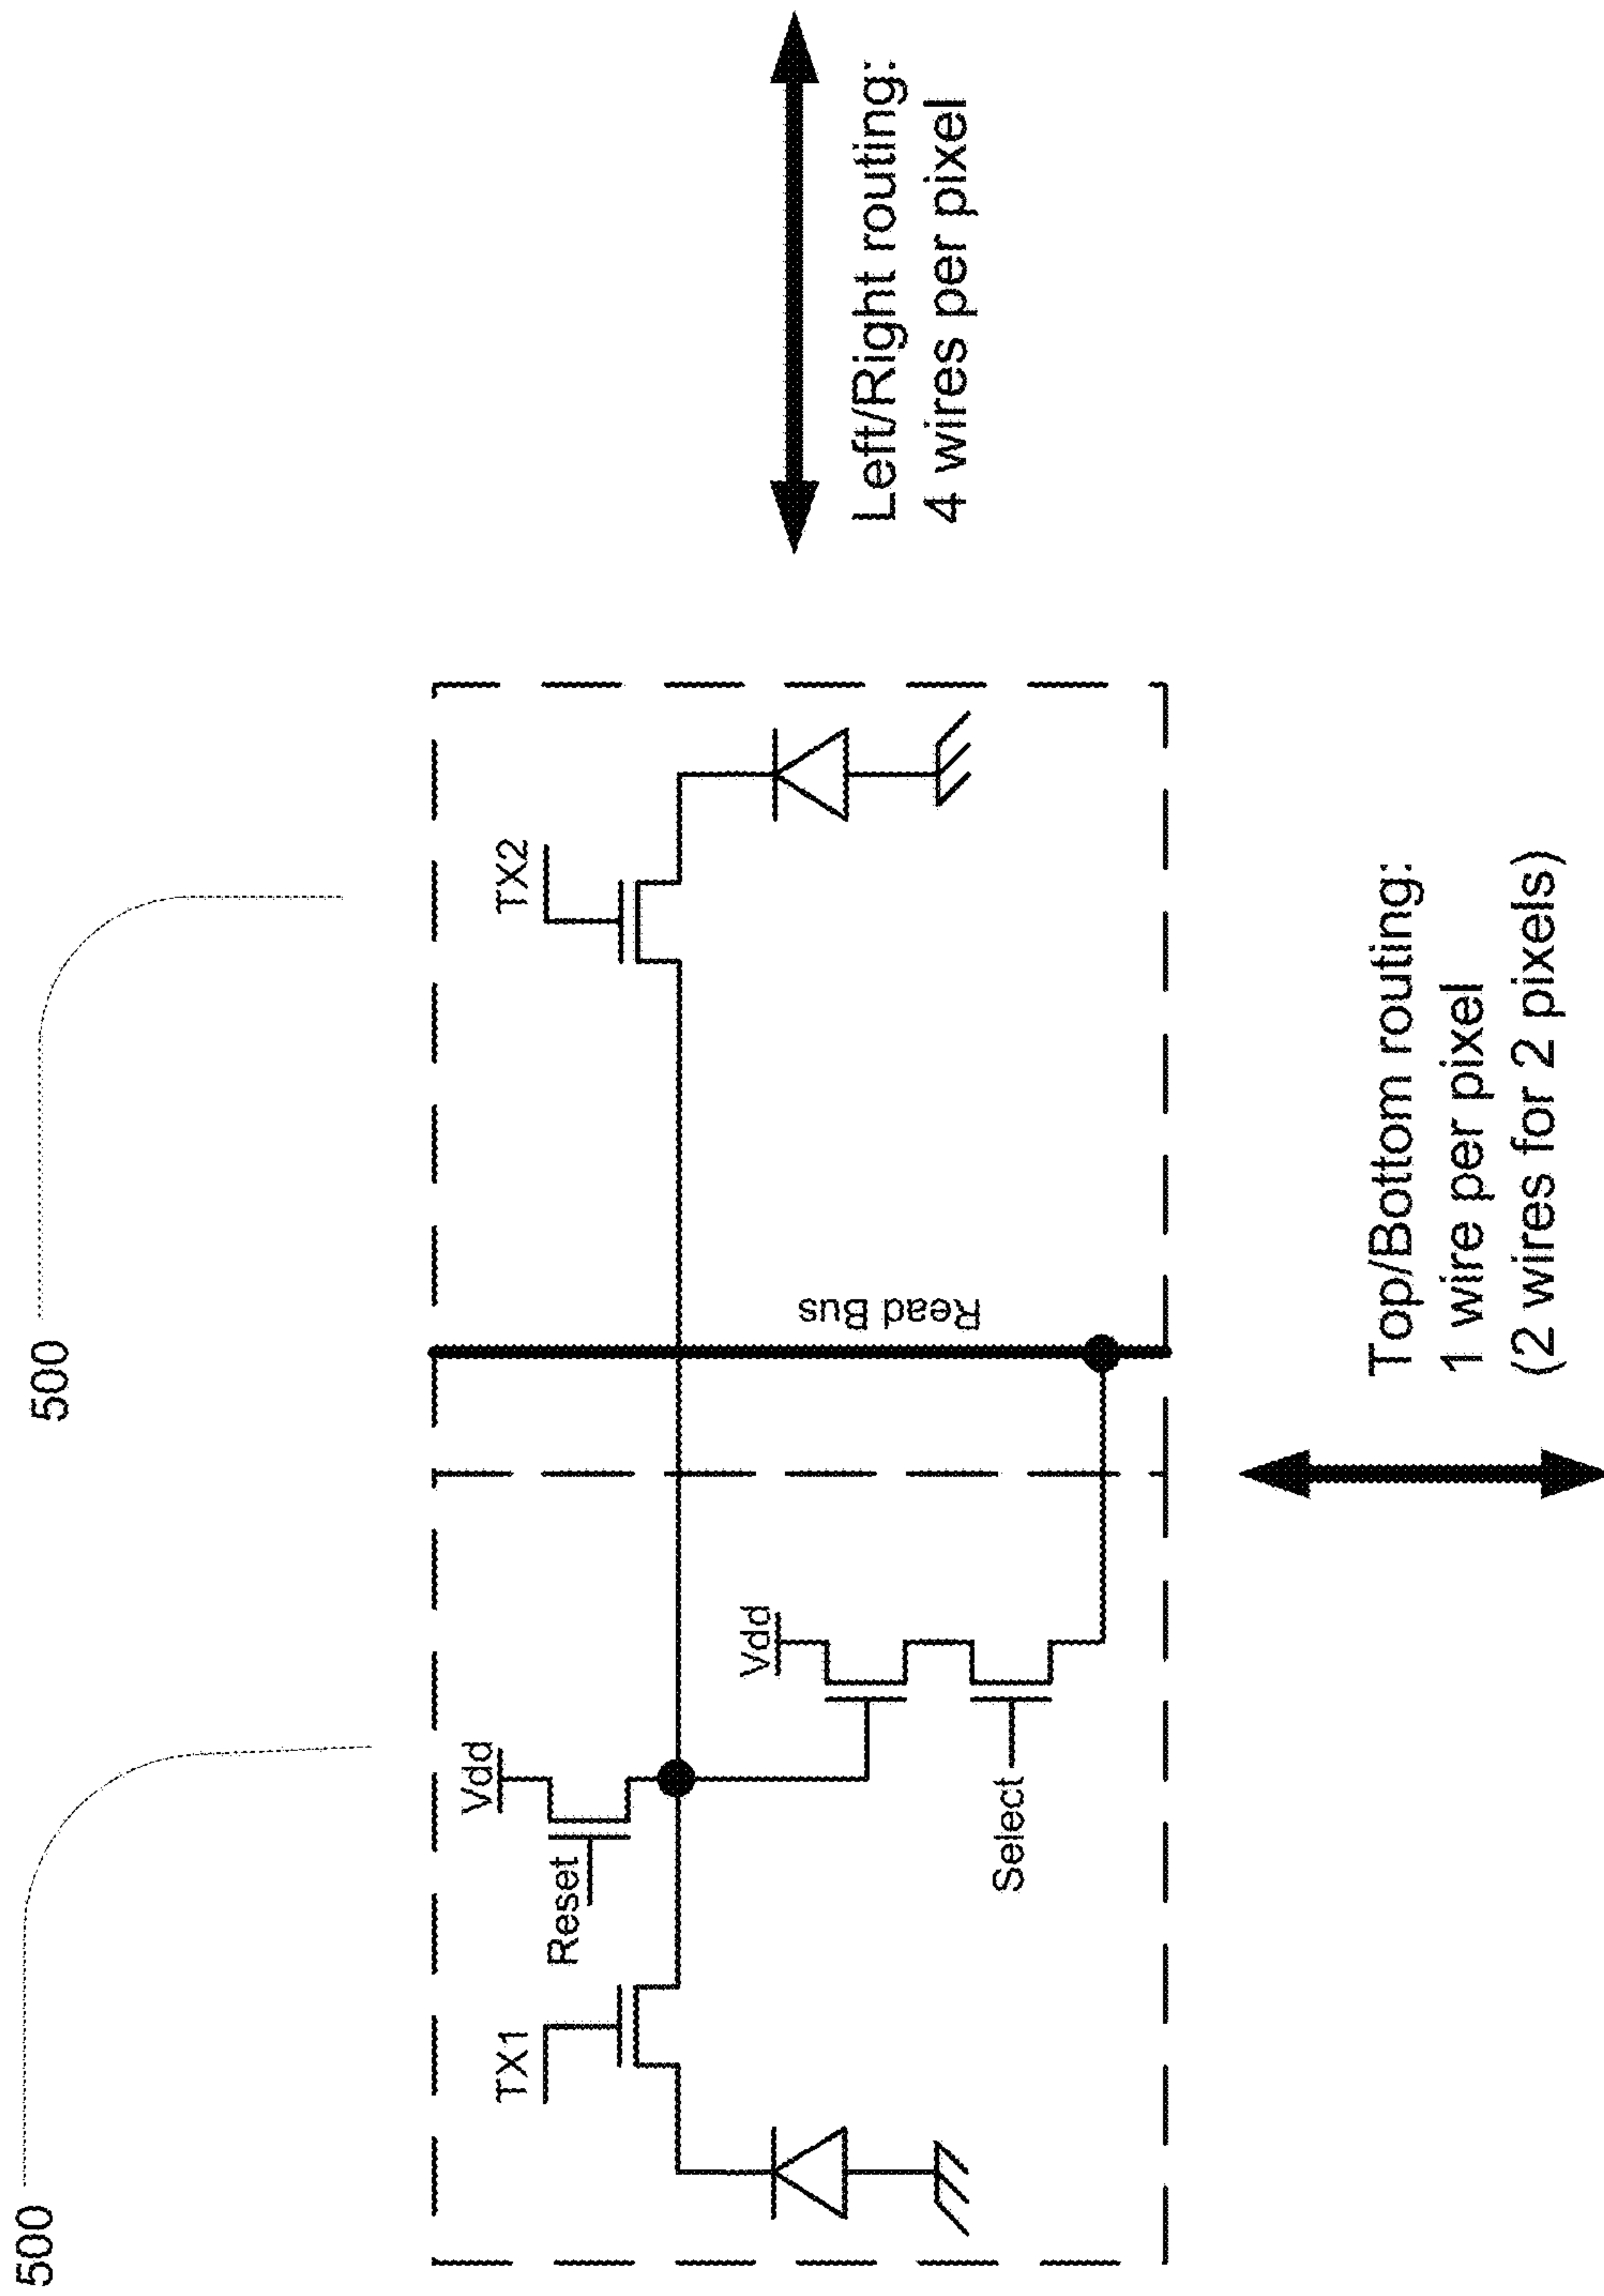 500
500
TX1
Reset
Vdd
Vdd
Select
Read Bus
TX2
Left/Right routing:
4 wires per pixel
Top/Bottom routing:
1 wire per pixel
(2 wires for 2 pixels)